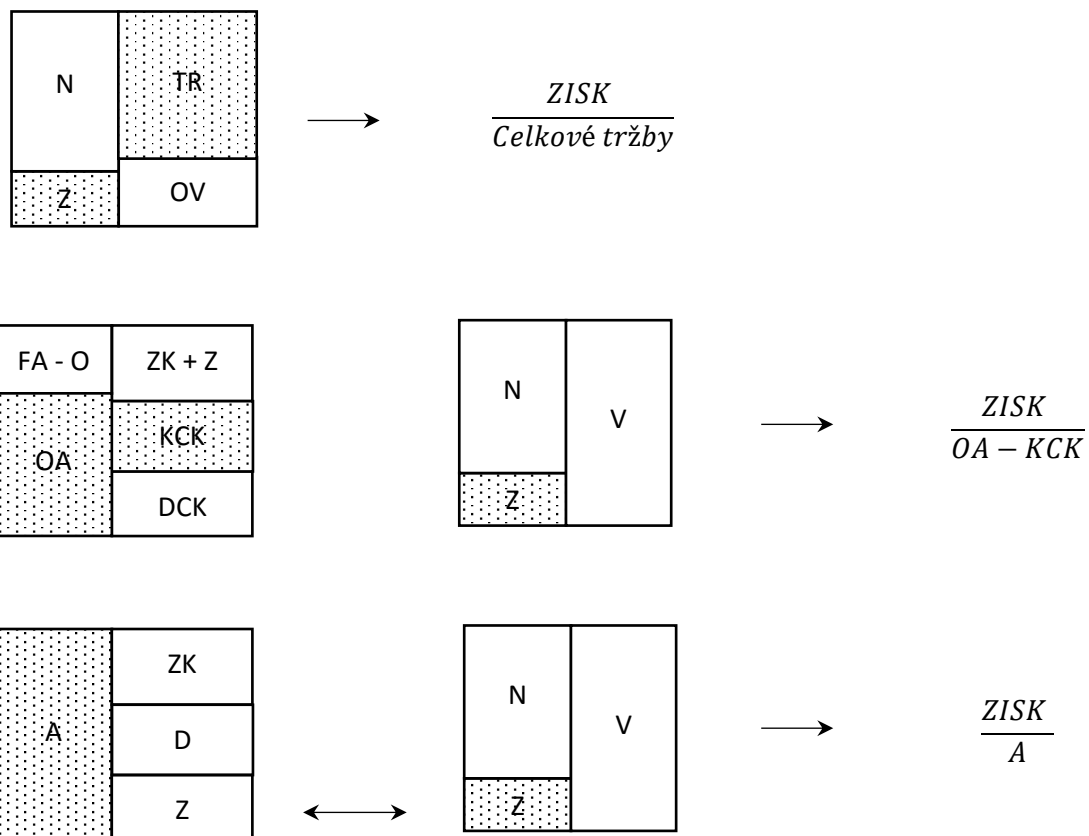 N
TR
Z
OV
ZISK
Celkové tržby
FA - O
ZK + Z
KCK
OA
DCK
N
V
Z
ZISK
OA − KCK
ZK
A
D
Z
N
V
Z
ZISK
A